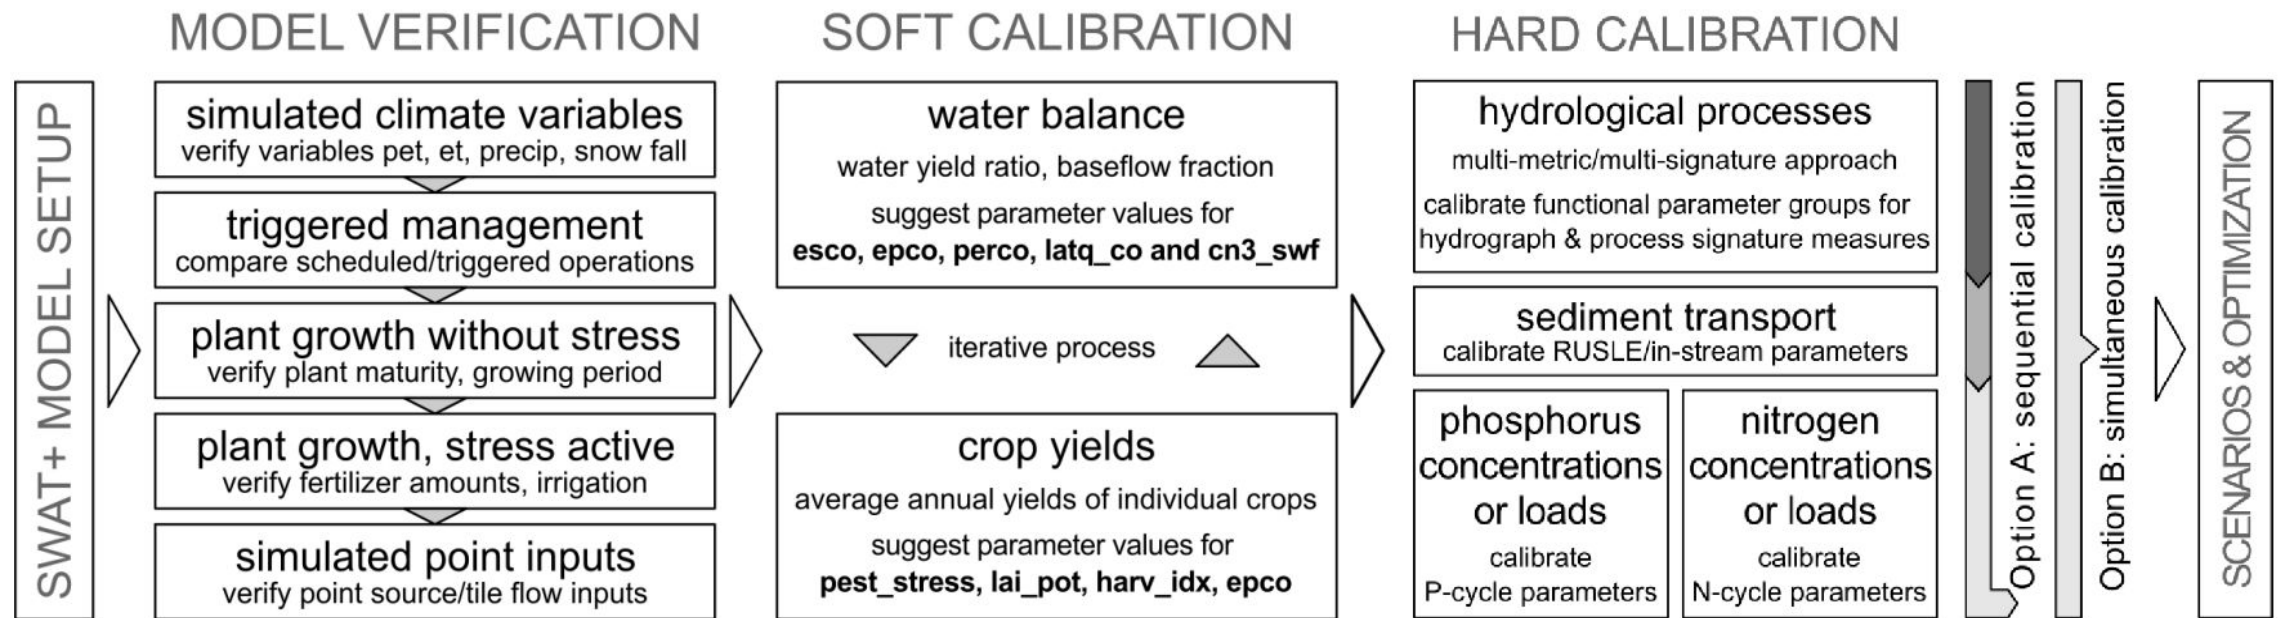 SWAT+ MODEL SETUP
MODEL VERIFICATION
simulated climate variables
verify variables pet, et, precip, snow fall
triggered management
compare scheduled/triggered operations
plant growth without stress
verify plant maturity, growing period
plant growth, stress active
verify fertilizer amounts, irrigation
simulated point inputs
verify point source/tile flow inputs
SOFT CALIBRATION
water balance
water yield ratio, baseflow fraction
suggest parameter values for
esco, epco, perco, latq_co and cn3_swf
iterative process
crop yields
average annual yields of individual crops
suggest parameter values for
pest_stress, lai_pot, harv_idx, epco
HARD CALIBRATION
hydrological processes
multi-metric/multi-signature approach
calibrate functional parameter groups for
hydrograph & process signature measures
sediment transport
calibrate RUSLE/in-stream parameters
phosphorus
concentrations
or loads
calibrate
P-cycle parameters
nitrogen
concentrations
or loads
calibrate
N-cycle parameters
Option A: sequential calibration
Option B: simultaneous calibration
SCENARIOS & OPTIMIZATION